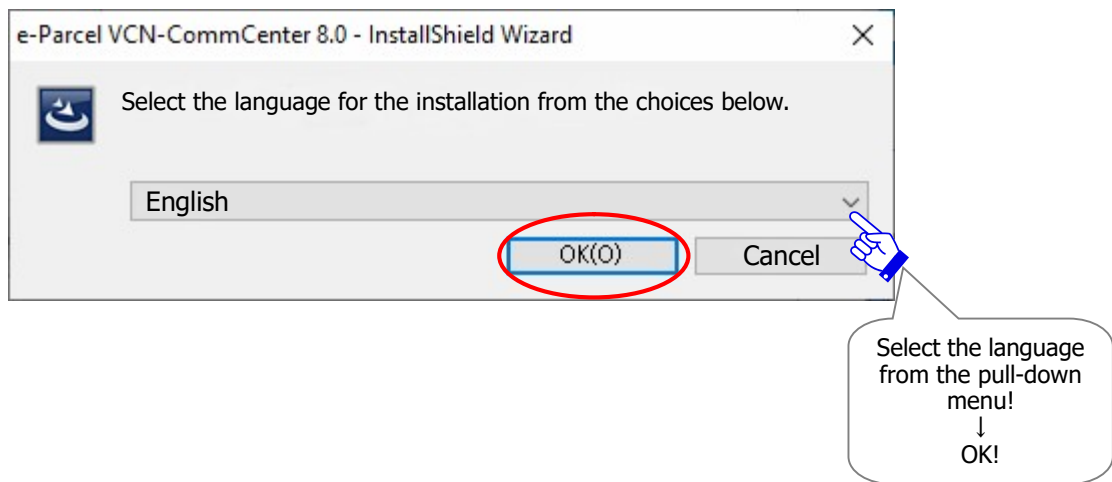 e-Parcel VCN-CommCenter 8.0 - InstallShield Wizard
Select the language for the installation from the choices below.
English
OK(O)
Cancel
Select the language
from the pull-down
menu!
↓
OK!